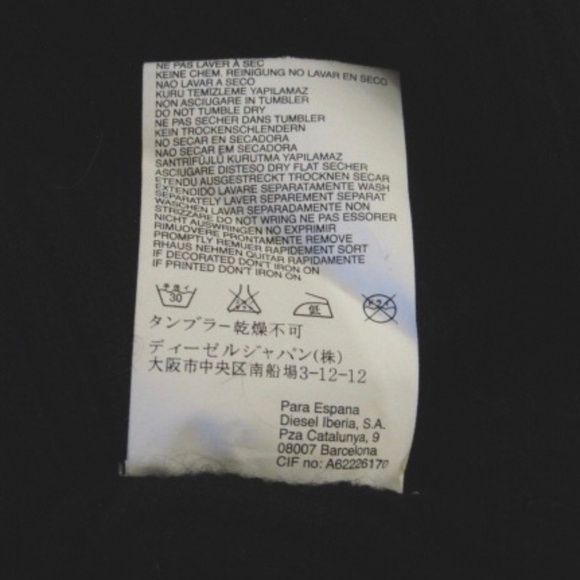 NE PAS LAVER A SEC
KEINE CHEM. REINIGUNG NO LAVAR EN SECO
NAO LAVAR A SECO
KURU TEMIZLEME YAPILAMAZ
NON ASCIUGARE IN TUMBLER
DO NOT TUMBLE DRY
NE PAS SECHER DANS TUMBLER
KEIN TROCKENSCHLENDERN
NO SECAR EN SECADORA
NAO SECAR EM SECADORA
SANTRIFÜJLÜ KURUTMA YAPILAMAZ
ASCIUGARE DISTESO DRY FLAT SECHER
ETENDU AUSGESTRECKT TROCKNEN SECAR
EXTENDIDO LAVARE SEPARATAMENTE WASH
SEPARATELY LAVER SEPAREMENT SEPARAT
WASCHEN LAVAR SEPARADAMENTE NON
STRIZZARE DO NOT WRING NE PAS ESSORER
NICHT AUSWRINGEN NO EXPRIMIR
RIMUOVERE PRONTAMENTE REMOVE
PROMPTLY REMUER RAPIDEMENT SORT
RHAUS NEHMEN QUITAR RAPIDAMENTE
IF DECORATED DON'T IRON ON
IF PRINTED DON'T IRON ON
30 低
タンブラー乾燥不可
ディーゼルジャパン(株)
大阪市中央区南船場3-12-12
Para Espana
Diesel Iberia, S.A.
Pza Catalunya, 9
08007 Barcelona
CIF no: A62226170